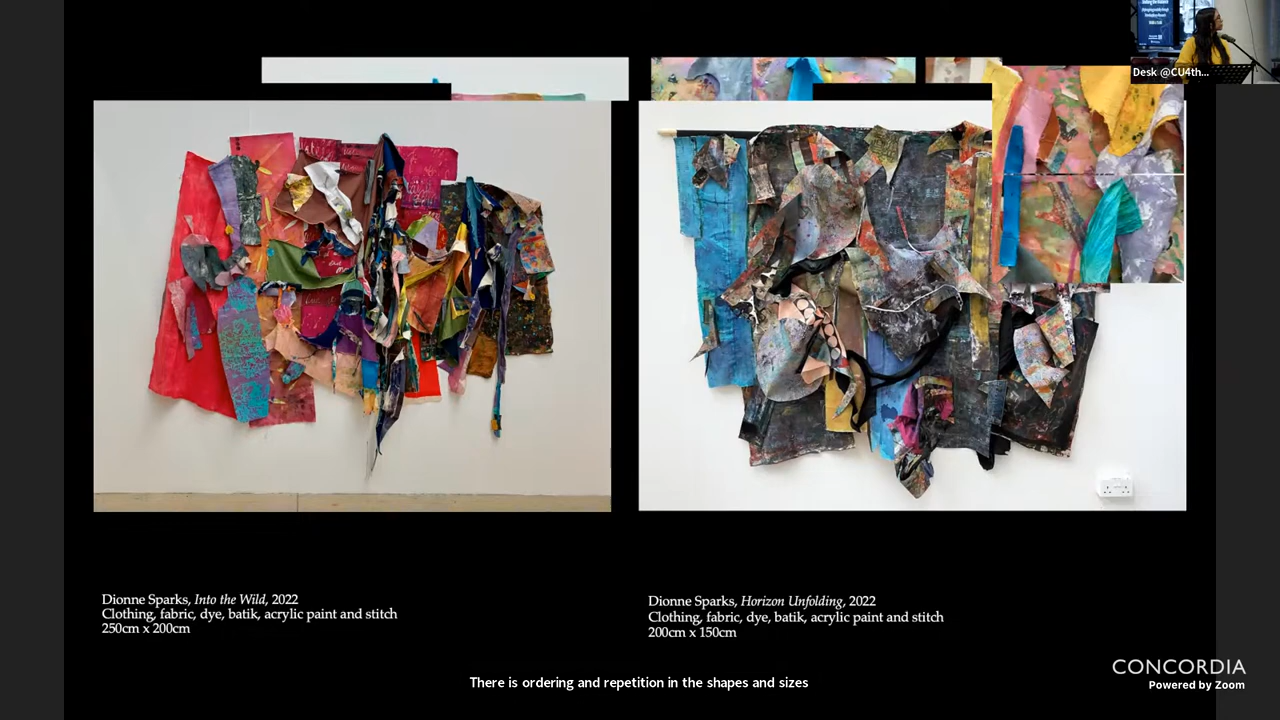 Desk @CU4th...
Dionne Sparks, Into the Wild, 2022
Clothing, fabric, dye, batik, acrylic paint and stitch
250cm x 200cm
Dionne Sparks, Horizon Unfolding, 2022
Clothing, fabric, dye, batik, acrylic paint and stitch
200cm x 150cm
There is ordering and repetition in the shapes and sizes
CONCORDIA
Powered by Zoom